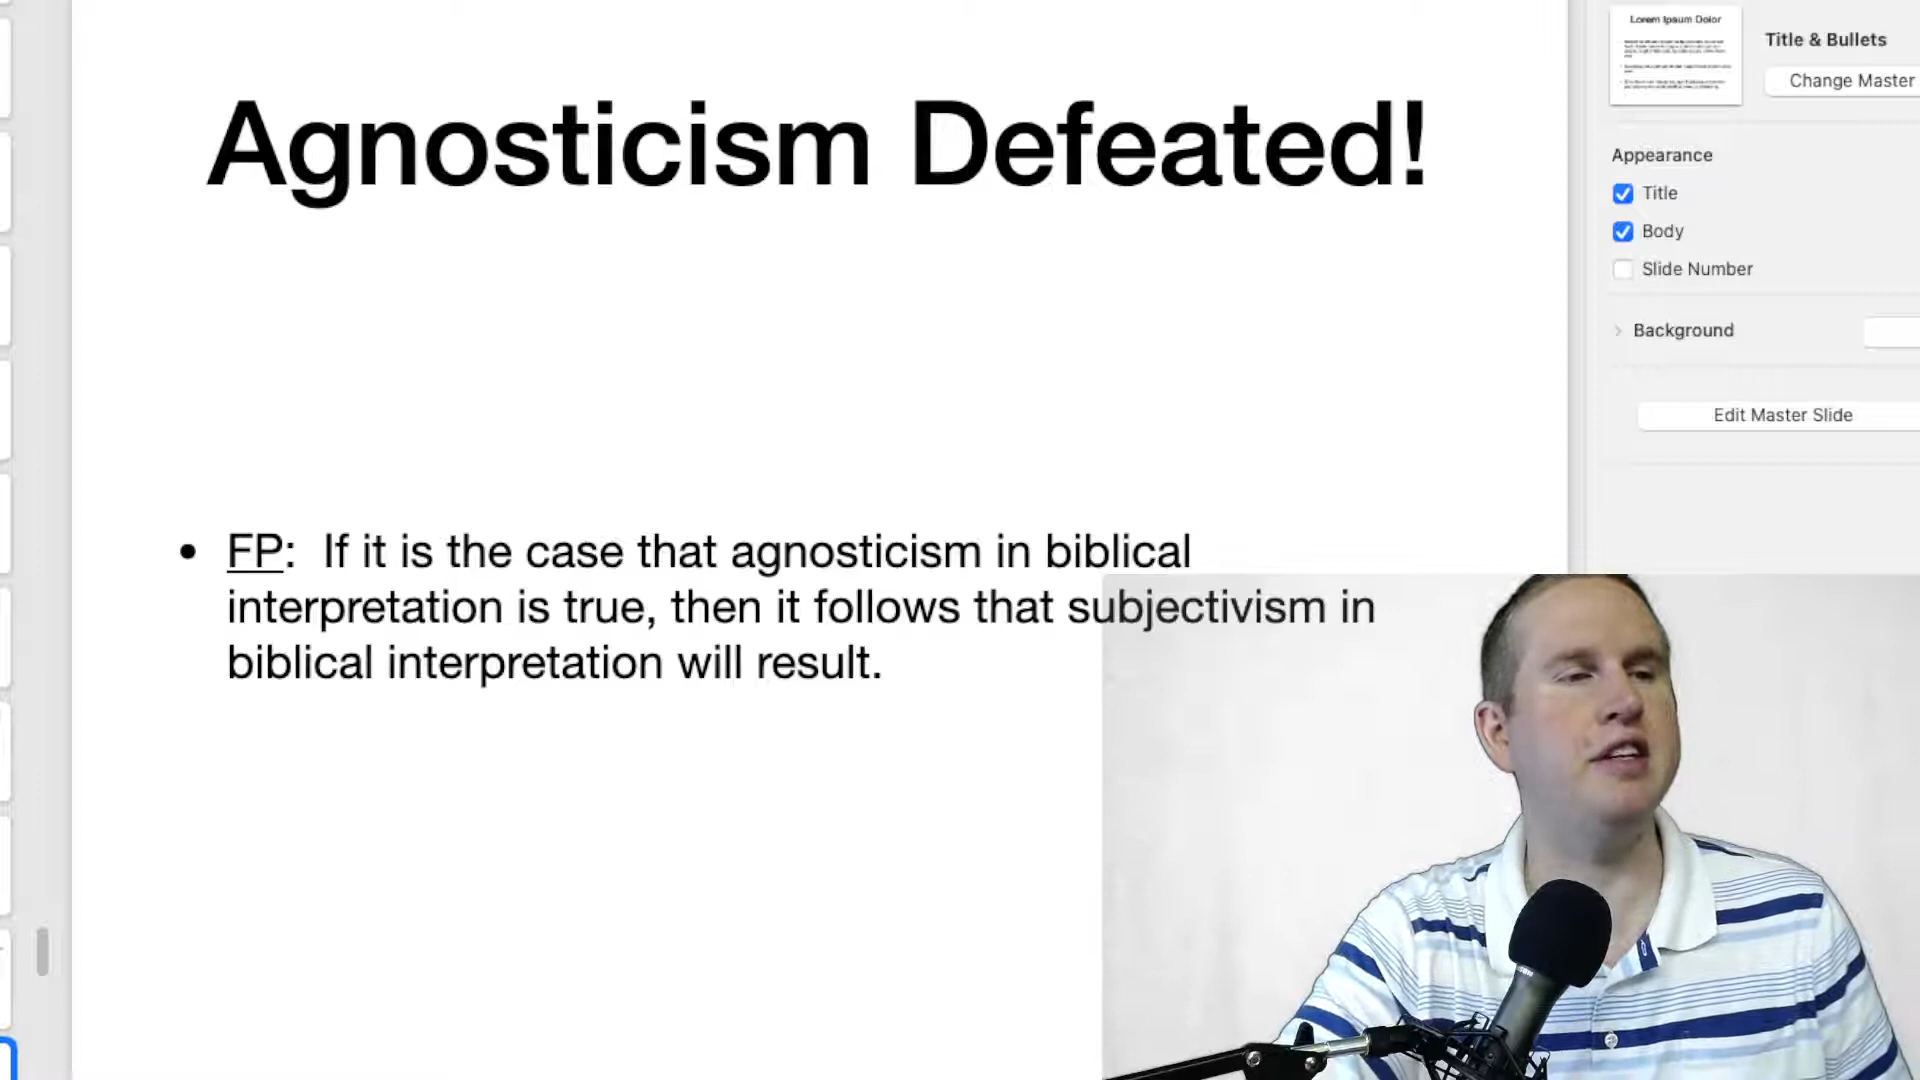 Agnosticism Defeated!
• FP: If it is the case that agnosticism in biblical
interpretation is true, then it follows that subjectivism in
biblical interpretation will result.
Lorem Ipsum Dolor
Title & Bullets
Change Master
Appearance
Title
Body
Slide Number
Background
Edit Master Slide